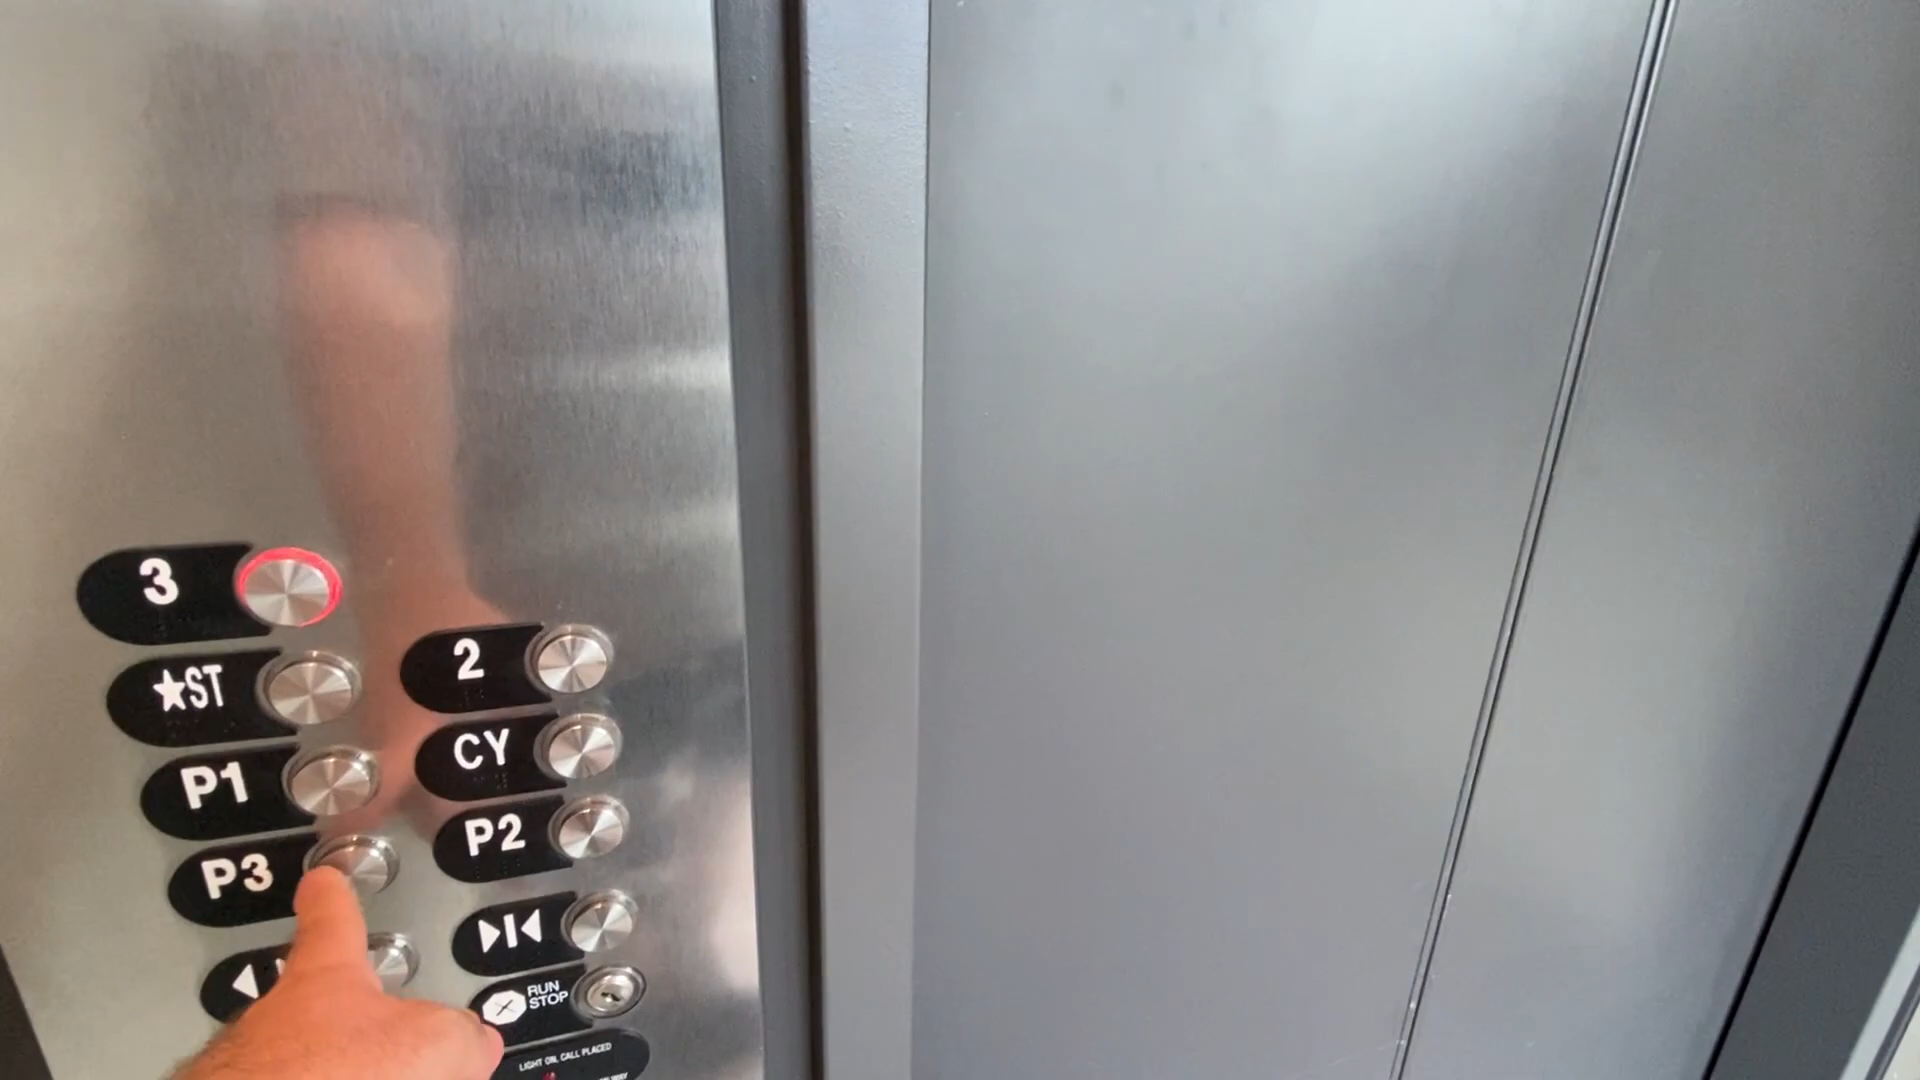 3
★ST
2
P1
CY
P3
P2
RUN
STOP
LIGHT ON, CALL PLACED